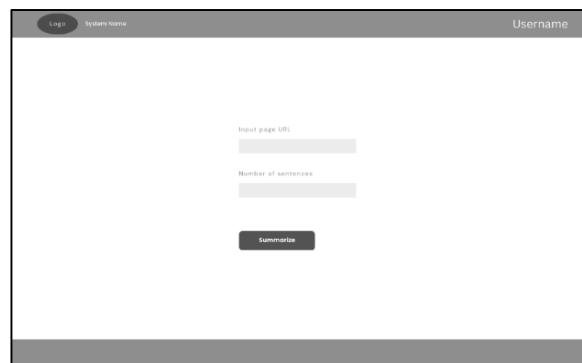 Logo System Name Username
Input page URL
Number of sentences
Summarize